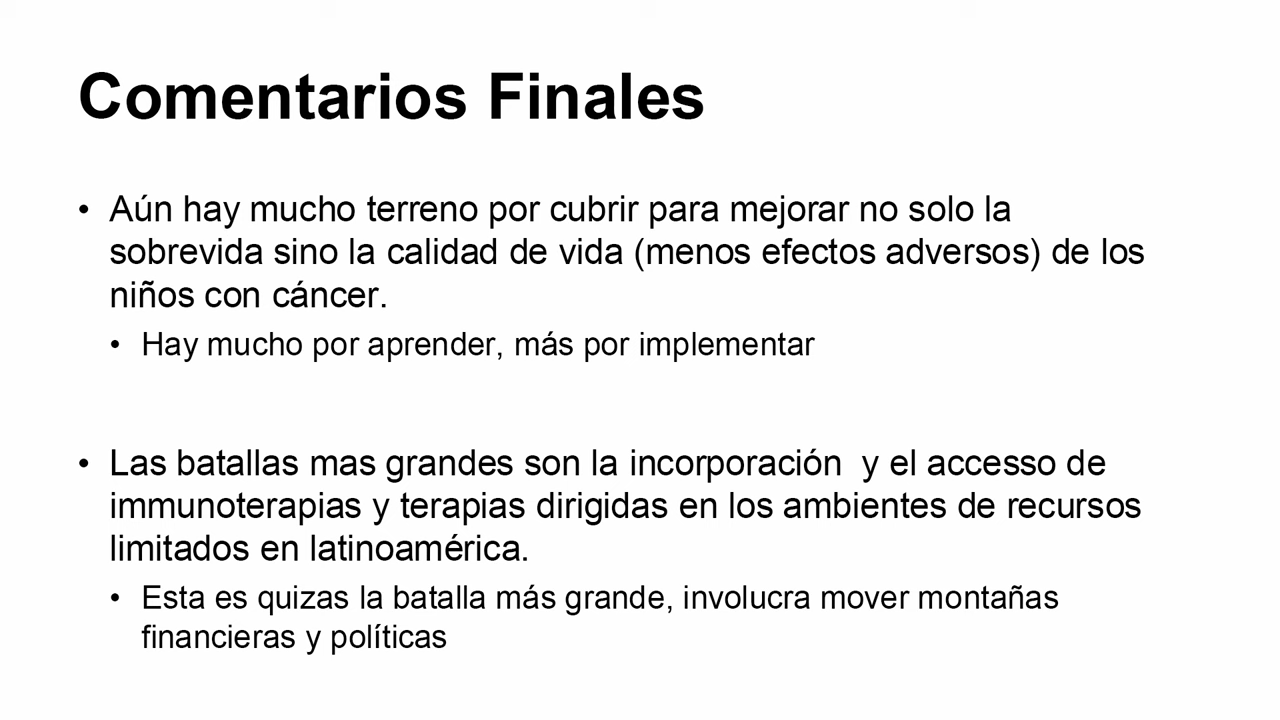 Comentarios Finales
• Aún hay mucho terreno por cubrir para mejorar no solo la
sobrevida sino la calidad de vida (menos efectos adversos) de los
niños con cáncer.
• Hay mucho por aprender, más por implementar
• Las batallas mas grandes son la incorporación  y el accesso de
immunoterapias y terapias dirigidas en los ambientes de recursos
limitados en latinoamérica.
• Esta es quizas la batalla más grande, involucra mover montañas
financieras y políticas